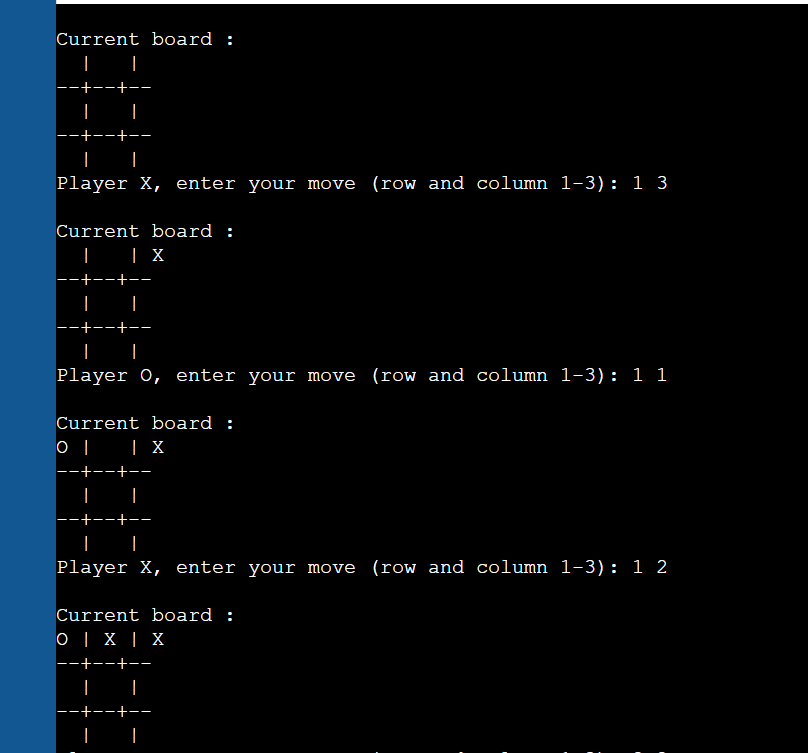 Current board :
  |   |
--+--+--
  |   |
--+--+--
  |   |
Player X, enter your move (row and column 1-3): 1 3
Current board :
  |   | X
--+--+--
  |   |
--+--+--
  |   |
Player O, enter your move (row and column 1-3): 1 1
Current board :
O |   | X
--+--+--
  |   |
--+--+--
  |   |
Player X, enter your move (row and column 1-3): 1 2
Current board :
O | X | X
--+--+--
  |   |
--+--+--
  |   |